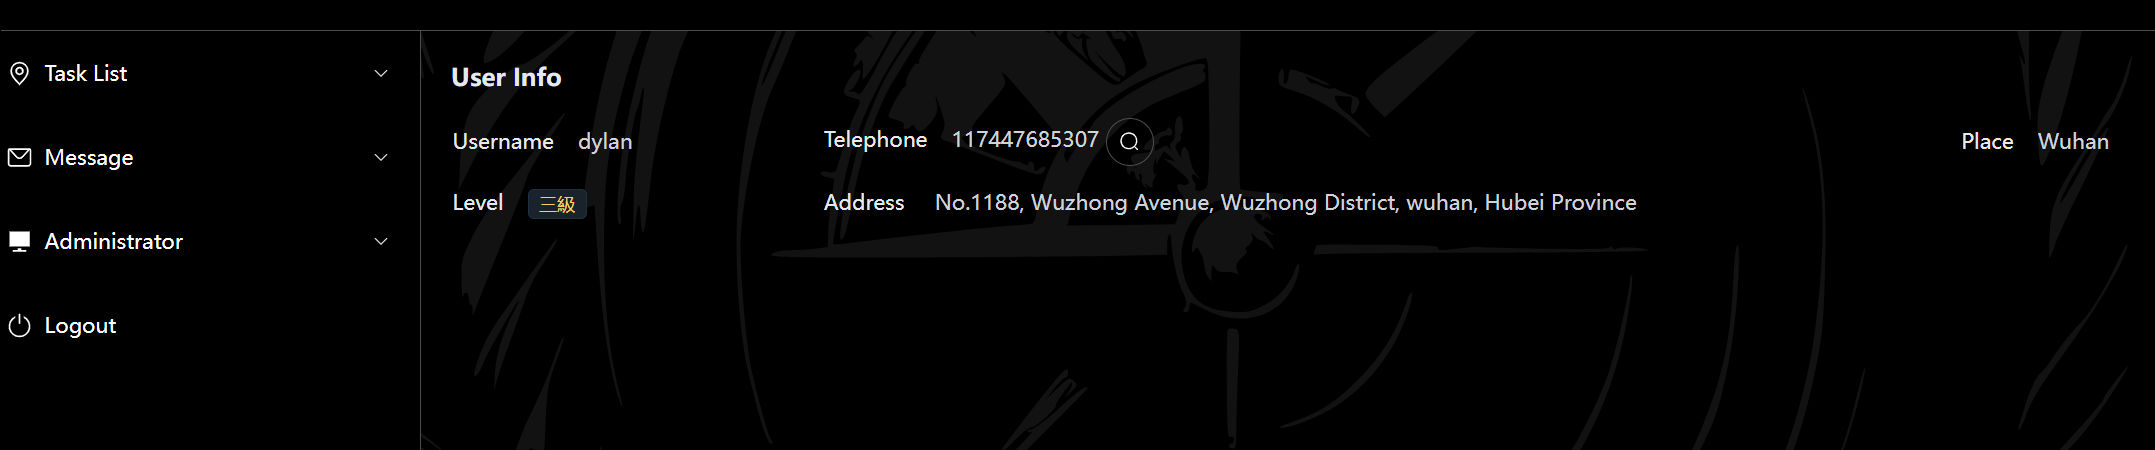 Task List
Message
Administrator
Logout
User Info
Username dylan
Telephone 117447685307
Place Wuhan
Level 三級
Address No.1188, Wuzhong Avenue, Wuzhong District, wuhan, Hubei Province